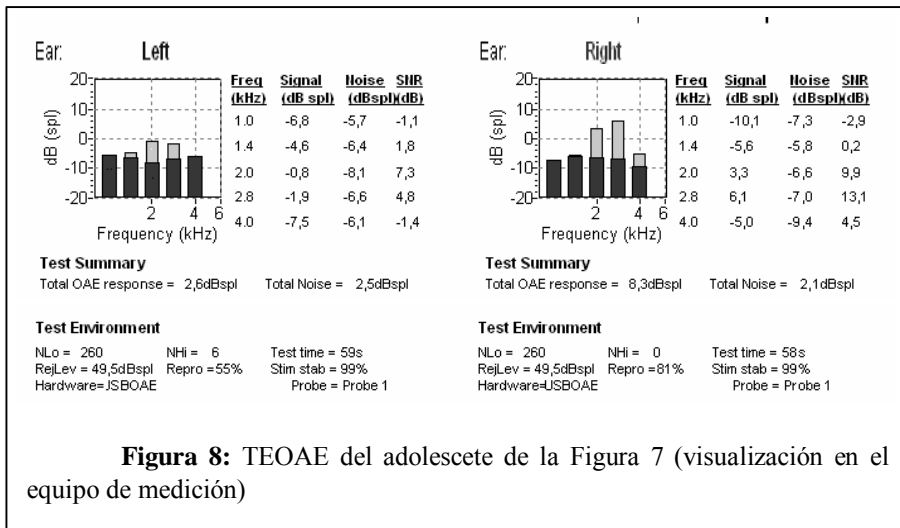 Ear: Left
20
10
0
-10
-20
dB (spl)
2 4 6
Frequency (kHz)
Freq Signal Noise SNR
(kHz) (dB spl) (dBspl)(dB)
1.0 -6,8 -5,7 -1,1
1.4 -4,6 -6,4 1,8
2.0 -0,8 -8,1 7,3
2.8 -1,9 -6,6 4,8
4.0 -7,5 -6,1 -1,4
Test Summary
Total OAE response = 2,6dBspl Total Noise = 2,5dBspl
Test Environment
NLo = 260 NHi = 6 Test time = 59s
RejLev = 49,5dBspl Repro =55% Stim stab = 99%
Hardware=JSBOAE Probe = Probe 1
Ear: Right
20
10
0
-10
-20
dB (spl)
2 4 6
Frequency (kHz)
Freq Signal Noise SNR
(kHz) (dB spl) (dBspl)(dB)
1.0 -10,1 -7,3 -2,9
1.4 -5,6 -5,8 0,2
2.0 3,3 -6,6 9,9
2.8 6,1 -7,0 13,1
4.0 -5,0 -9,4 4,5
Test Summary
Total OAE response = 8,3dBspl Total Noise = 2,1dBspl
Test Environment
NLo = 260 NHi = 0 Test time = 58s
RejLev = 49,5dBspl Repro =81% Stim stab = 99%
Hardware=USBOAE Probe = Probe 1
Figura 8: TEOAE del adolescete de la Figura 7 (visualización en el
equipo de medición)